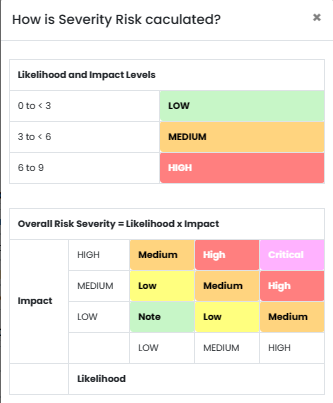 How is Severity Risk caculated?
×
Likelihood and Impact Levels
0 to < 3 LOW
3 to < 6 MEDIUM
6 to 9 HIGH
Overall Risk Severity = Likelihood x Impact
HIGH Medium High Critical
MEDIUM Low Medium High
Impact
LOW Note Low Medium
LOW MEDIUM HIGH
Likelihood